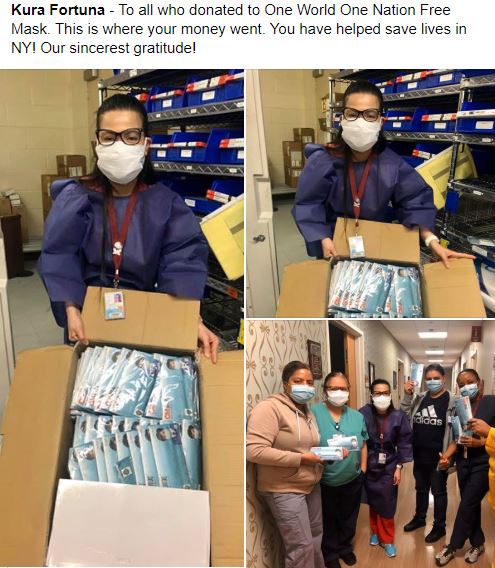 Kura Fortuna - To all who donated to One World One Nation Free
Mask. This is where your money went. You have helped save lives in
NY! Our sincerest gratitude!
adidas